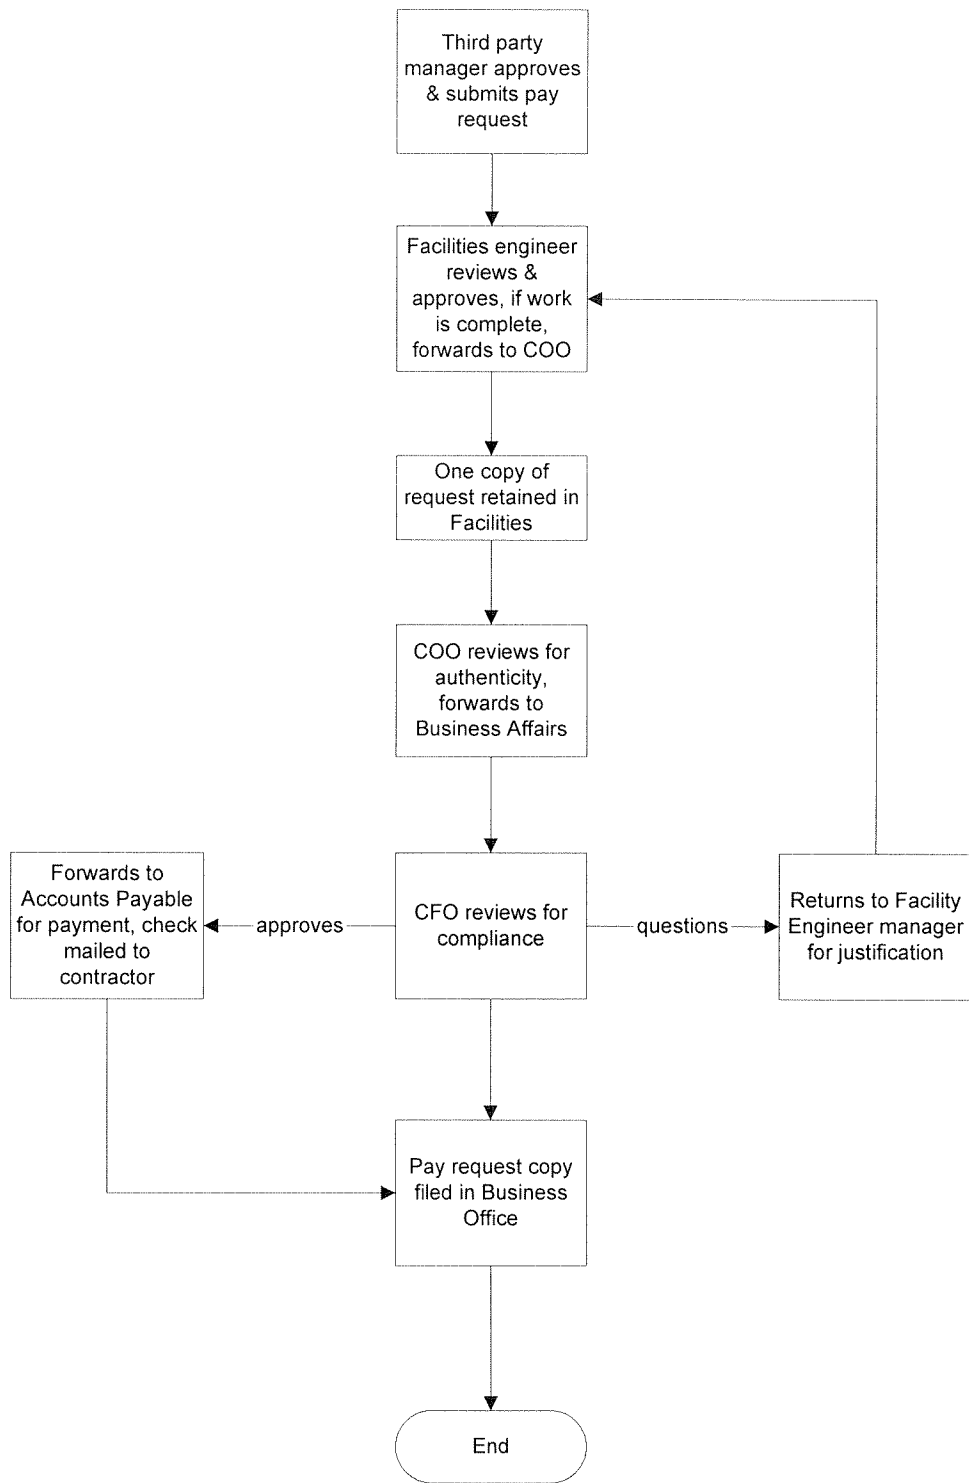 Third party
manager approves
& submits pay
request
Facilities engineer
reviews &
approves, if work
is complete,
forwards to COO
One copy of
request retained in
Facilities
COO reviews for
authenticity,
forwards to
Business Affairs
Forwards to
Accounts Payable
for payment, check
mailed to
contractor
approves
CFO reviews for
compliance
questions
Returns to Facility
Engineer manager
for justification
Pay request copy
filed in Business
Office
End